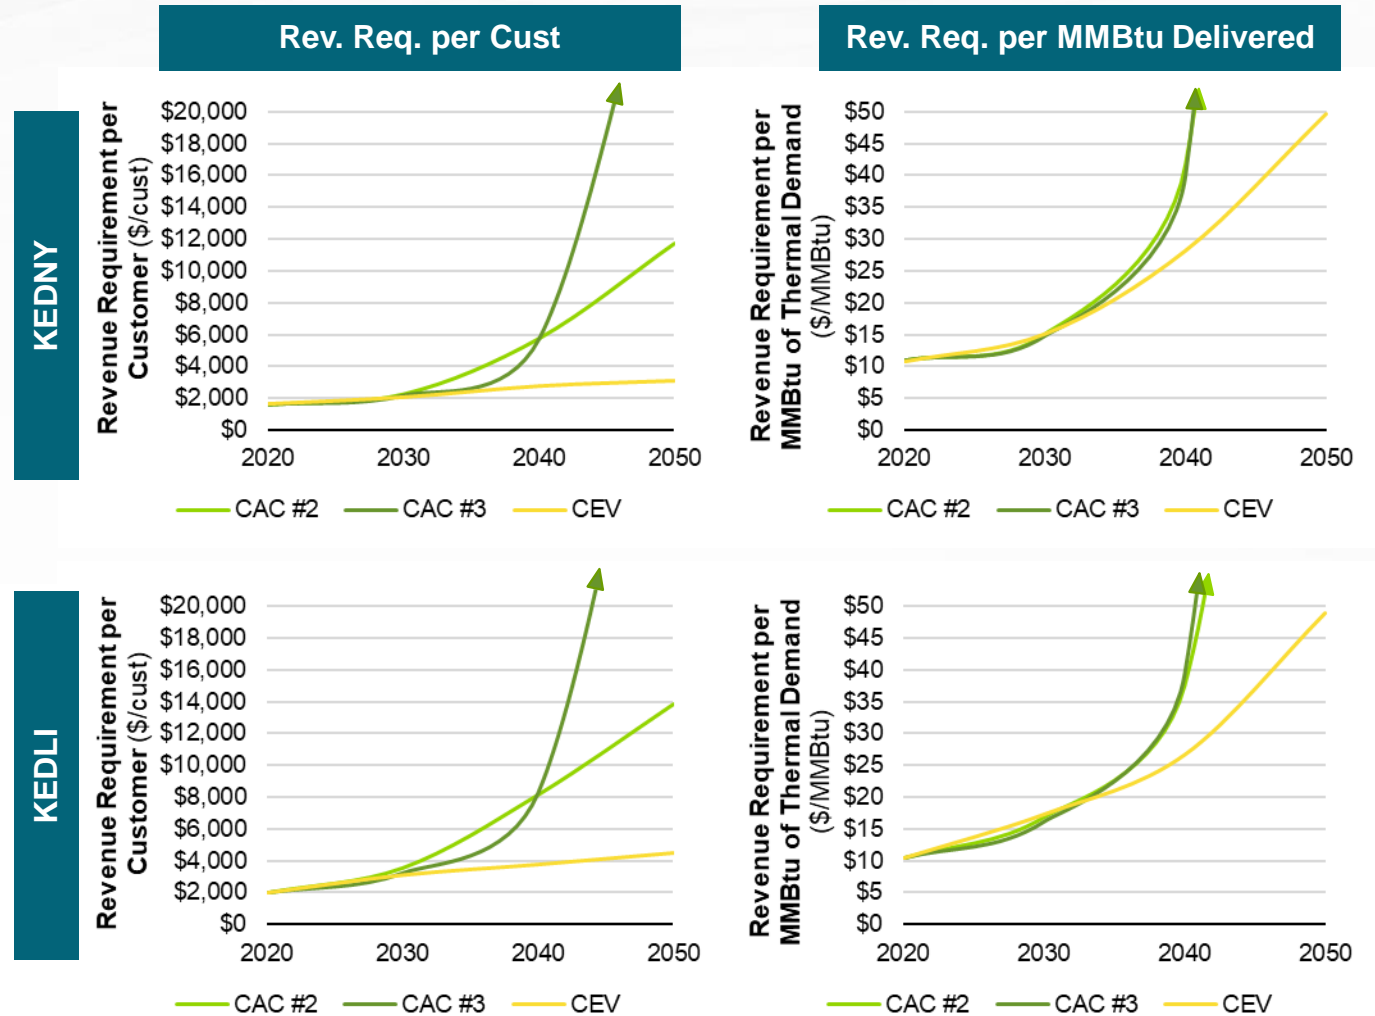 Rev. Req. per Cust
Rev. Req. per MMBtu Delivered
KEDNY
Revenue Requirement per
Customer ($/cust)
$20,000
$18,000
$16,000
$14,000
$12,000
$10,000
$8,000
$6,000
$4,000
$2,000
$0
2020 2030 2040 2050
CAC #2 CAC #3 CEV
Revenue Requirement per
MMBtu of Thermal Demand
($/MMBtu)
$50
$45
$40
$35
$30
$25
$20
$15
$10
$5
$0
2020 2030 2040 2050
CAC #2 CAC #3 CEV
KEDLI
Revenue Requirement per
Customer ($/cust)
$20,000
$18,000
$16,000
$14,000
$12,000
$10,000
$8,000
$6,000
$4,000
$2,000
$0
2020 2030 2040 2050
CAC #2 CAC #3 CEV
Revenue Requirement per
MMBtu of Thermal Demand
($/MMBtu)
$50
$45
$40
$35
$30
$25
$20
$15
$10
$5
$0
2020 2030 2040 2050
CAC #2 CAC #3 CEV